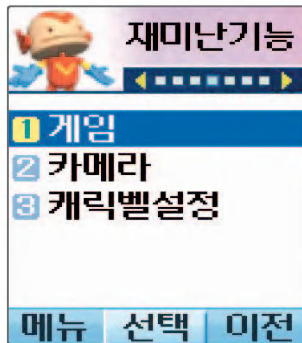 재미난기능
1 게임
2 카메라
3 캐릭벨설정
메뉴 선택 이전